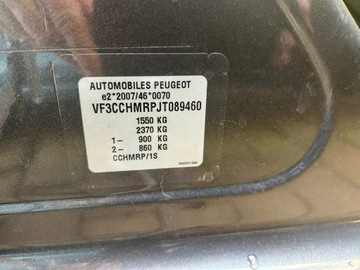 AUTOMOBILES PEUGEOT
e2*2007/46*0070
VF3CCHMRPJT089460
1550 KG
2370 KG
1- 900 KG
2- 860 KG
CCHMRP/1S